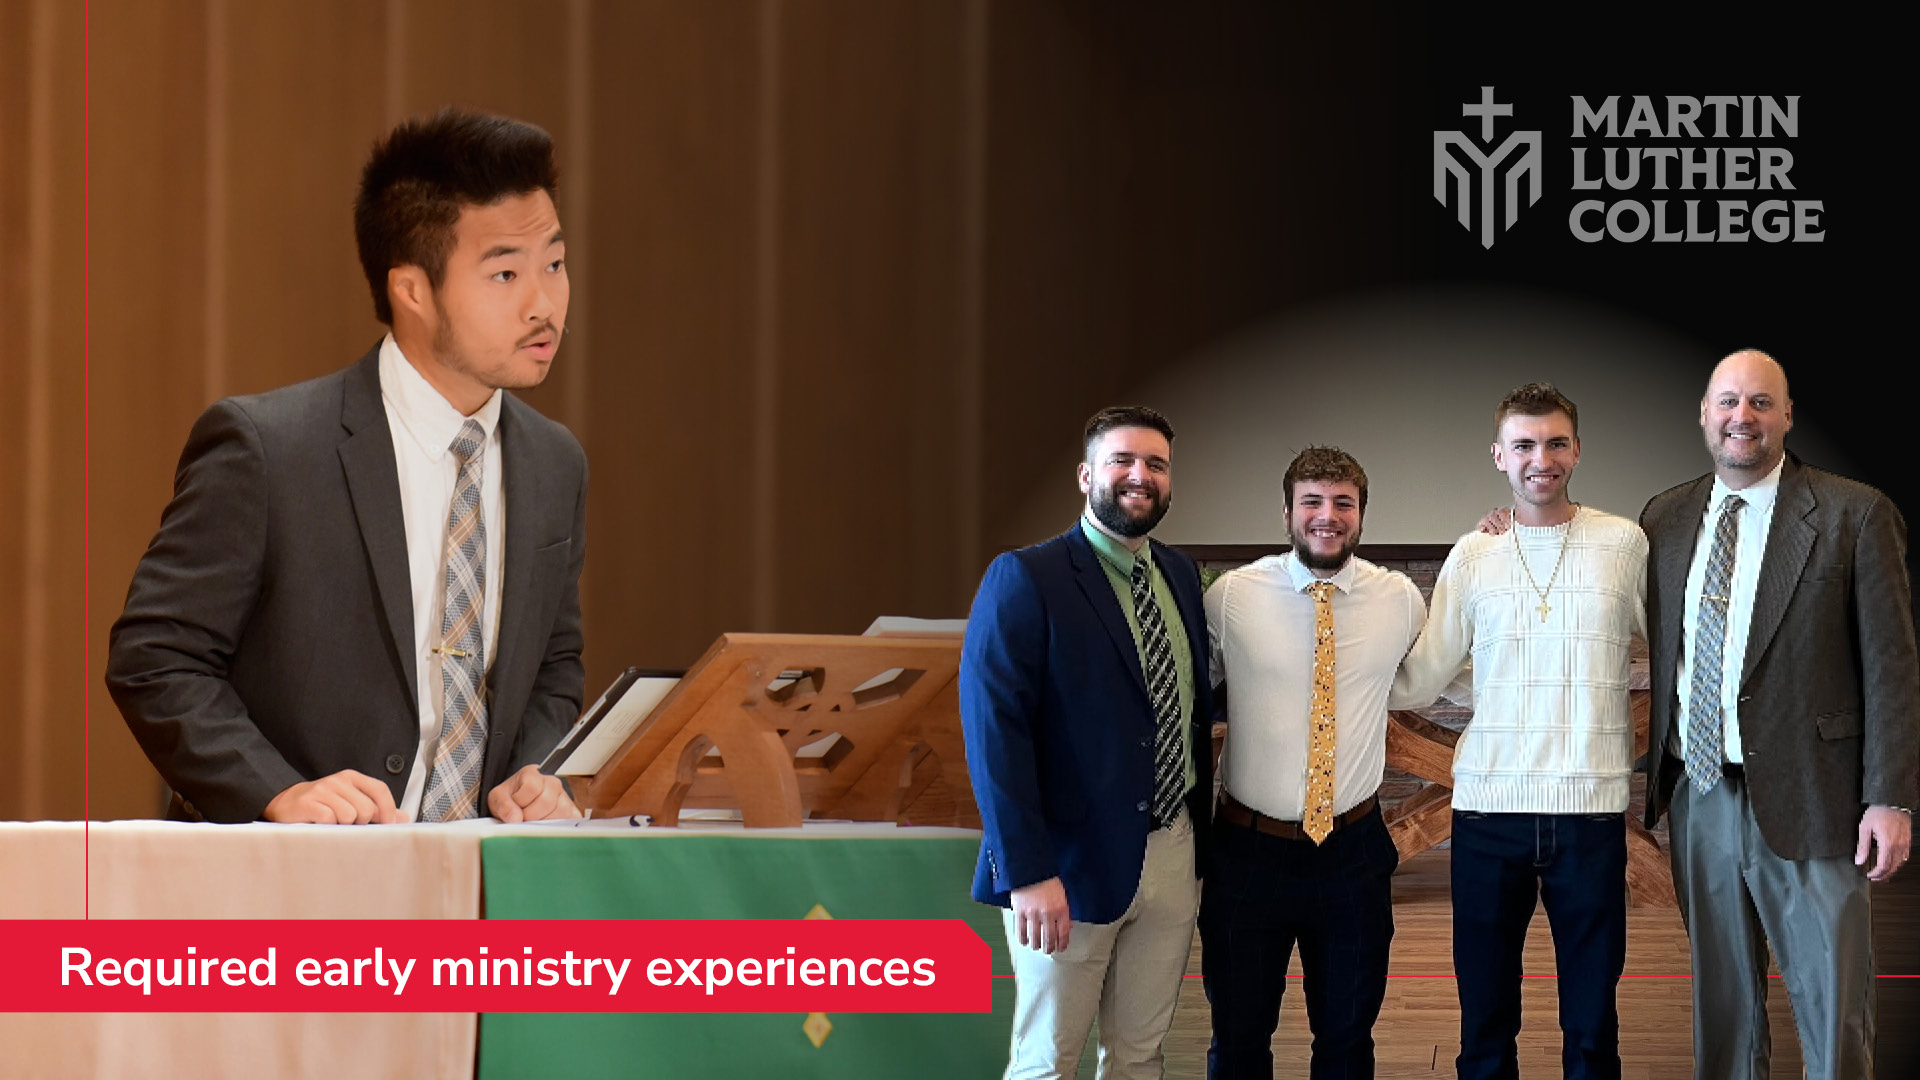 MARTIN
LUTHER
COLLEGE
Required early ministry experiences